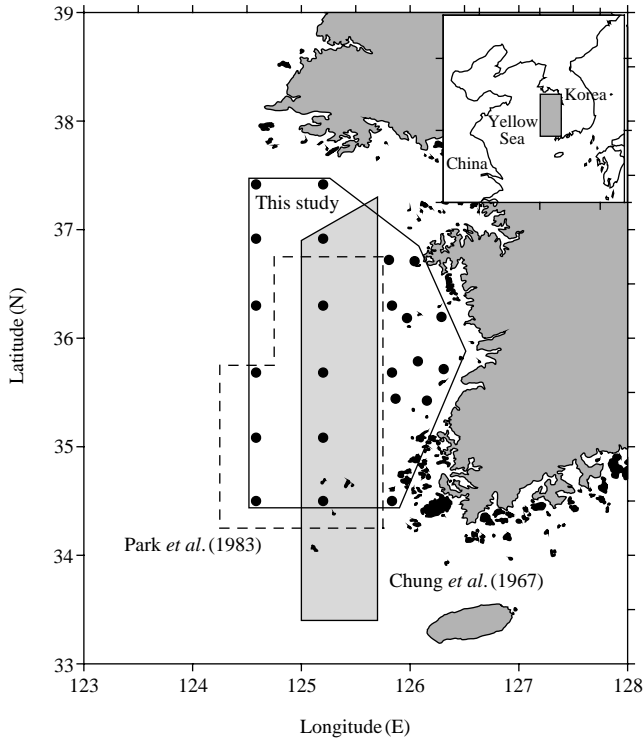 39
38
37
36
35
34
33
Latitude (N)
Korea
Yellow
Sea
China
This study
Park et al. (1983)
Chung et al. (1967)
123
124
125
126
127
128
Longitude (E)